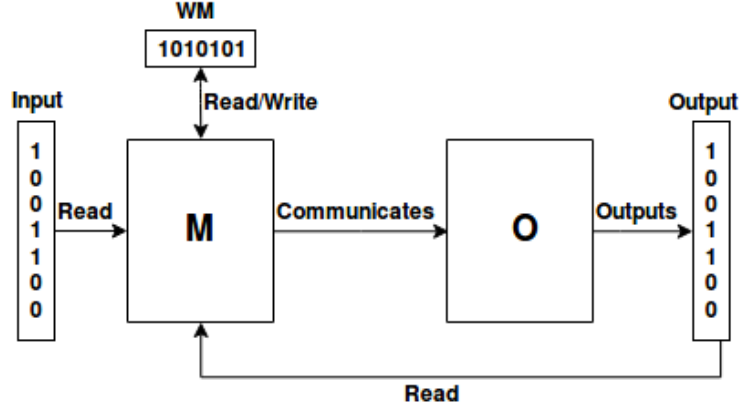 WM
1010101
Input
Read/Write
Output
1
0
0
1
1
0
0
Read
M
Communicates
O
Outputs
1
0
0
1
1
0
0
Read